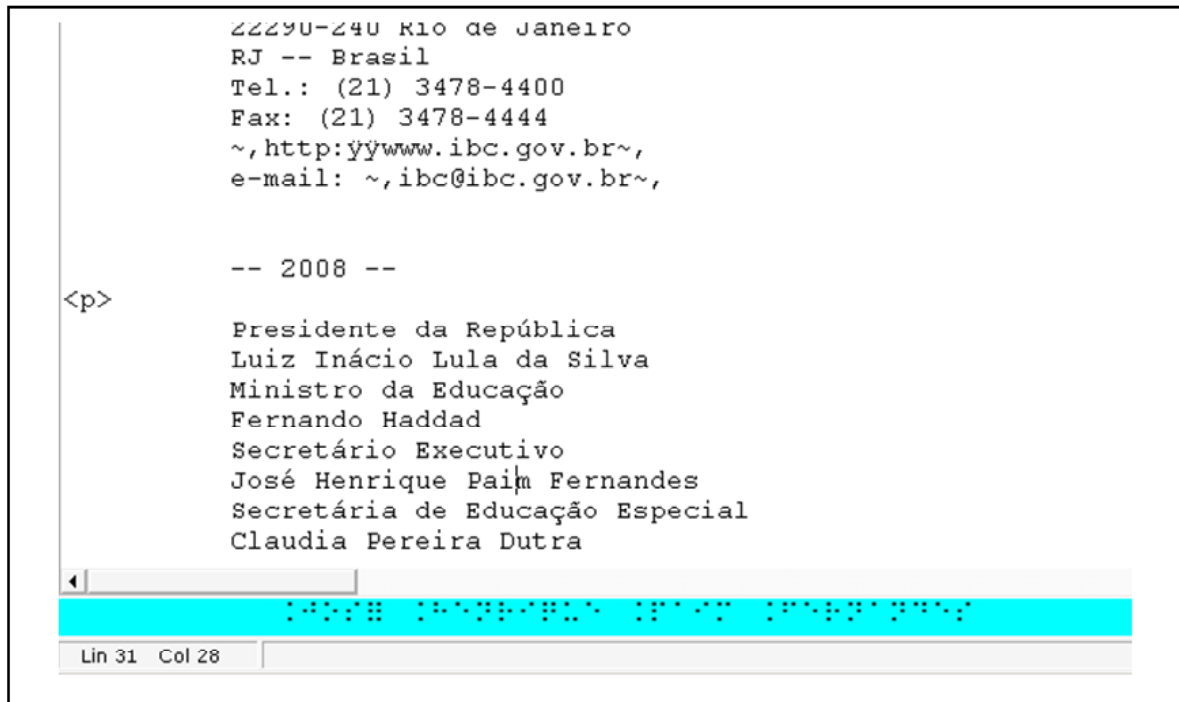 22290-240 Rio de Janeiro
RJ -- Brasil
Tel.: (21) 3478-4400
Fax: (21) 3478-4444
~,http:ÿÿwww.ibc.gov.br~,
e-mail: ~,ibc@ibc.gov.br~,
-- 2008 --
<p>
Presidente da República
Luiz Inácio Lula da Silva
Ministro da Educação
Fernando Haddad
Secretário Executivo
José Henrique Paim Fernandes
Secretária de Educação Especial
Claudia Pereira Dutra
⠨⠚⠕⠎⠿ ⠨⠓⠑⠝⠗⠊⠟⠥⠑ ⠨⠏⠁⠊⠍ ⠨⠋⠑⠗⠝⠁⠝⠙⠑⠎
Lin 31 Col 28